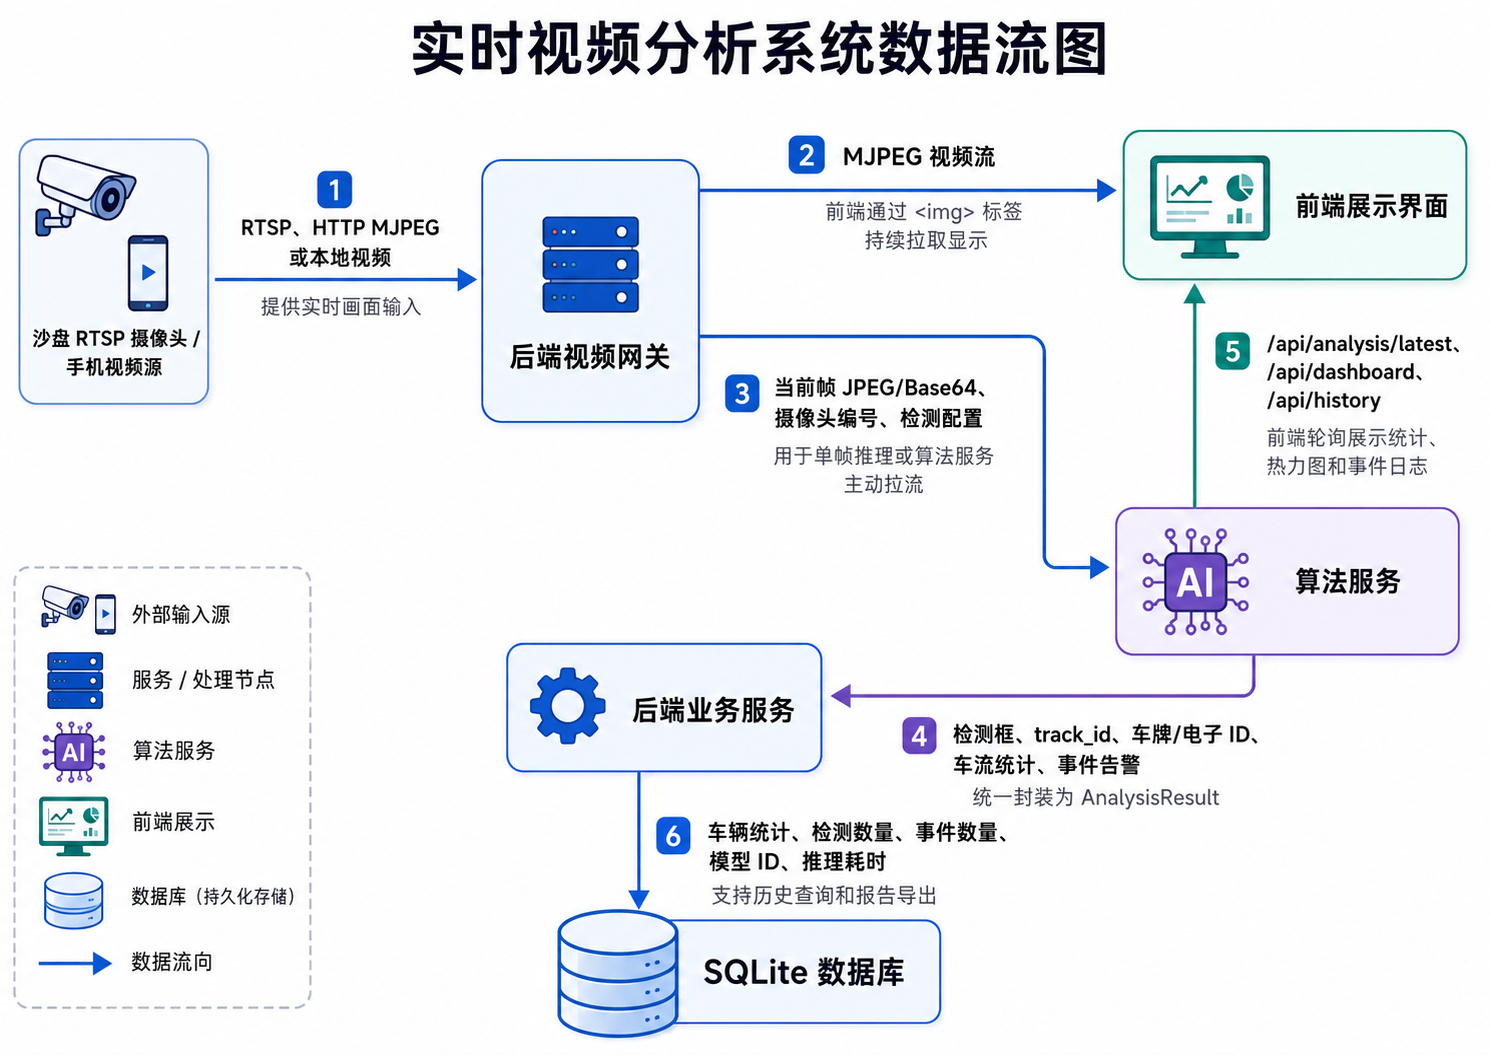 实时视频分析系统数据流图
沙盘 RTSP 摄像头 /
手机视频源
1
RTSP、HTTP MJPEG
或本地视频
提供实时画面输入
后端视频网关
2
MJPEG 视频流
前端通过 <img> 标签
持续拉取显示
前端展示界面
3
当前帧 JPEG/Base64、
摄像头编号、检测配置
用于单帧推理或算法服务
主动拉流
5
/api/analysis/latest、
/api/dashboard、
/api/history
前端轮询展示统计、
热力图和事件日志
AI
算法服务
后端业务服务
4
检测框、track_id、车牌/电子 ID、
车流统计、事件告警
统一封装为 AnalysisResult
6
车辆统计、检测数量、事件数量、
模型 ID、推理耗时
支持历史查询和报告导出
SQLite 数据库
外部输入源
服务 / 处理节点
AI
算法服务
前端展示
数据库（持久化存储）
数据流向